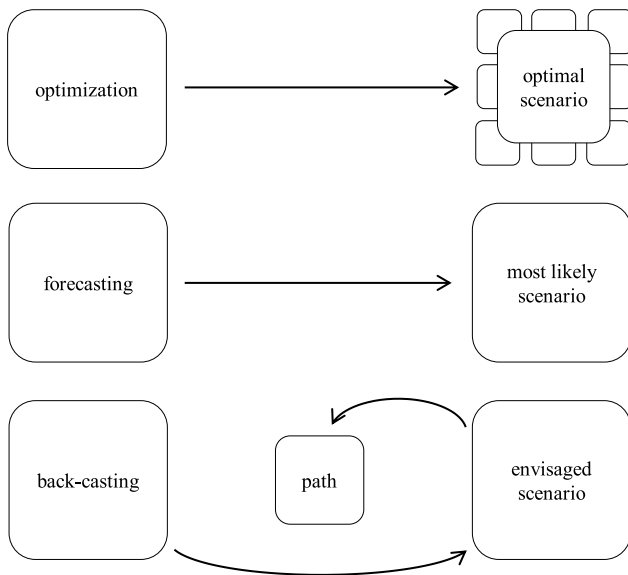 optimization
optimal
scenario
forecasting
most likely
scenario
back-casting
path
envisaged
scenario